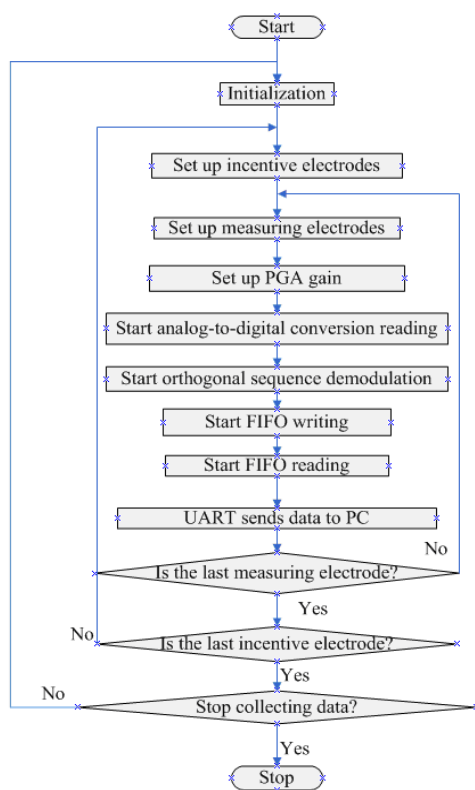 Start
Initialization
Set up incentive electrodes
Set up measuring electrodes
Set up PGA gain
Start analog-to-digital conversion reading
Start orthogonal sequence demodulation
Start FIFO writing
Start FIFO reading
UART sends data to PC
No
Is the last measuring electrode?
Yes
No
Is the last incentive electrode?
Yes
No
Stop collecting data?
Yes
Stop